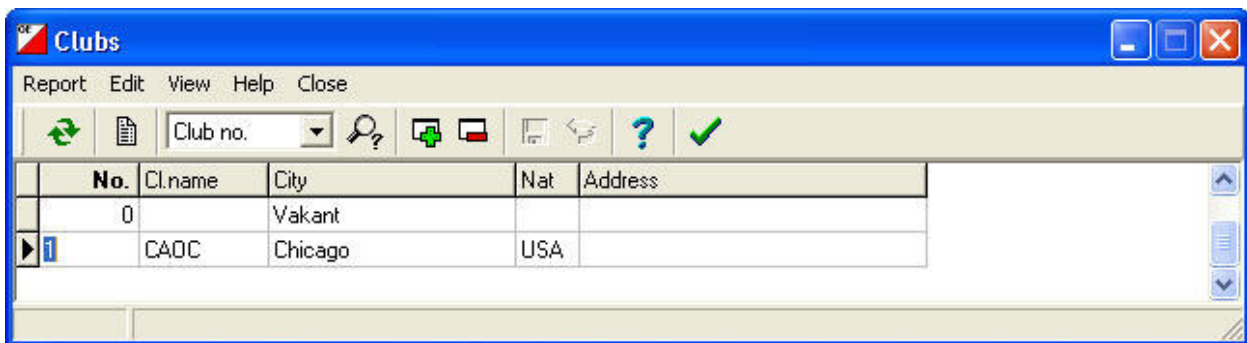 OE Clubs
Report Edit View Help Close
Club no.
No. Cl.name City Nat Address
0 Vakant
1 CAOC Chicago USA